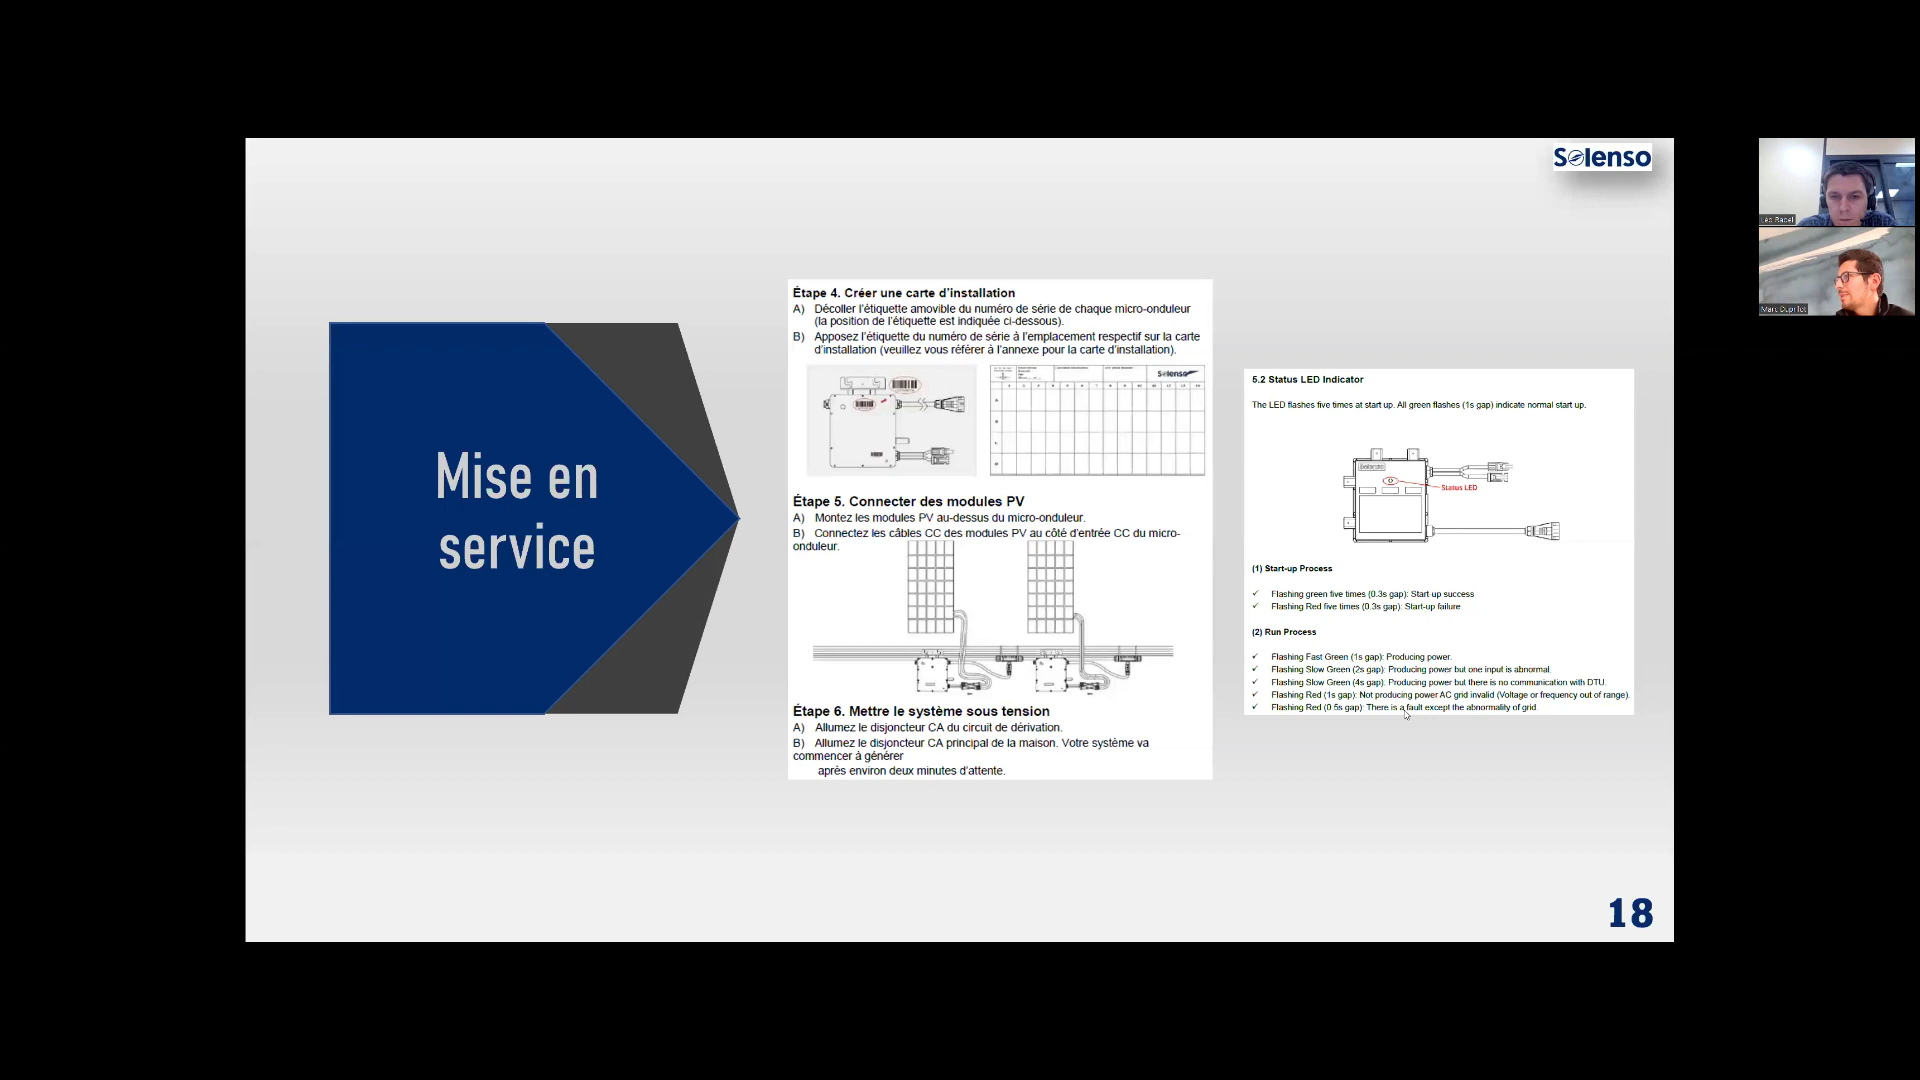 Solenso
Mise en
service
Étape 4. Créer une carte d'installation
A) Décoller l'étiquette amovible du numéro de série de chaque micro-onduleur
(la position de l'étiquette est indiquée ci-dessous).
B) Apposez l'étiquette du numéro de série à l'emplacement respectif sur la carte
d'installation (veuillez vous référer à l'annexe pour la carte d'installation).
Solenso
Étape 5. Connecter des modules PV
A) Montez les modules PV au-dessus du micro-onduleur.
B) Connectez les câbles CC des modules PV au côté d'entrée CC du micro-
onduleur.
Étape 6. Mettre le système sous tension
A) Allumez le disjoncteur CA du circuit de dérivation.
B) Allumez le disjoncteur CA principal de la maison. Votre système va
commencer à générer
après environ deux minutes d'attente.
5.2 Status LED Indicator
The LED flashes five times at start up. All green flashes (1s gap) indicate normal start up.
Solenso
Status LED
(1) Start-up Process
✓ Flashing green five times (0.3s gap): Start-up success
✓ Flashing Red five times (0.3s gap): Start-up failure
(2) Run Process
✓ Flashing Fast Green (1s gap): Producing power.
✓ Flashing Slow Green (2s gap): Producing power but one input is abnormal.
✓ Flashing Slow Green (4s gap): Producing power but there is no communication with DTU.
✓ Flashing Red (1s gap): Not producing power AC grid invalid (Voltage or frequency out of range).
✓ Flashing Red (0.5s gap): There is a fault except the abnormality of grid
18
Léo Racel
Marc